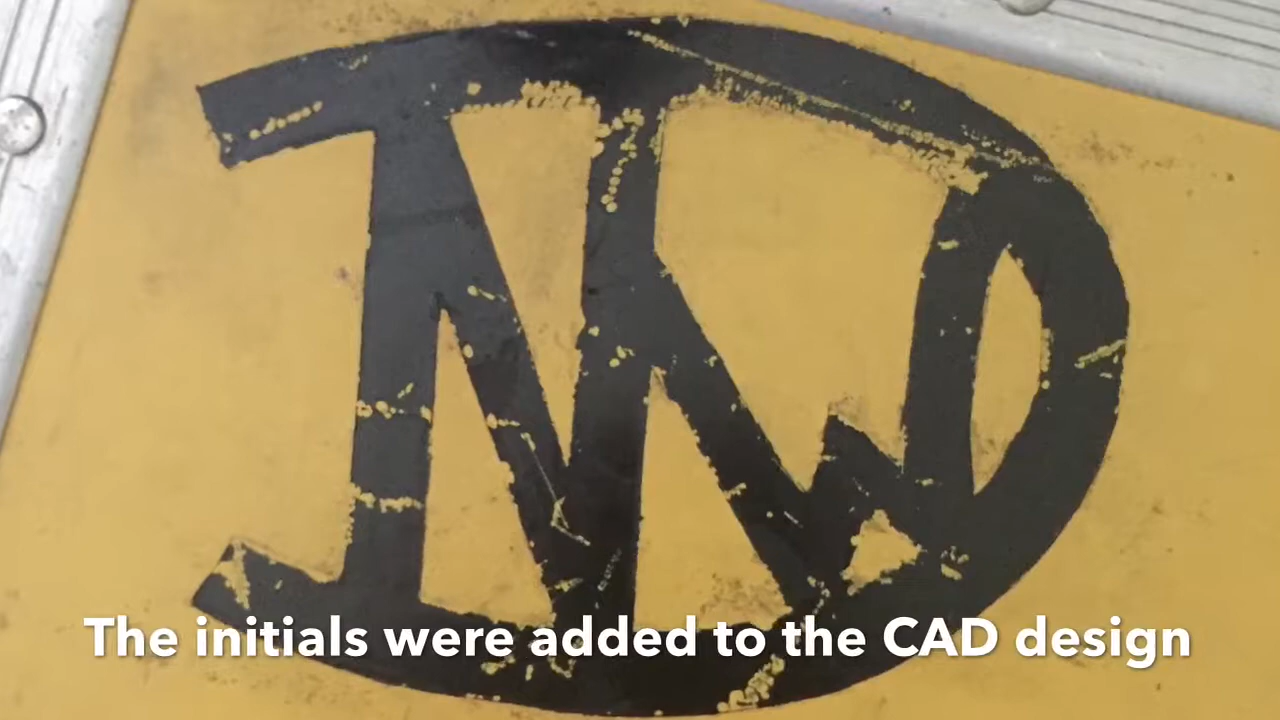 The initials were added to the CAD design